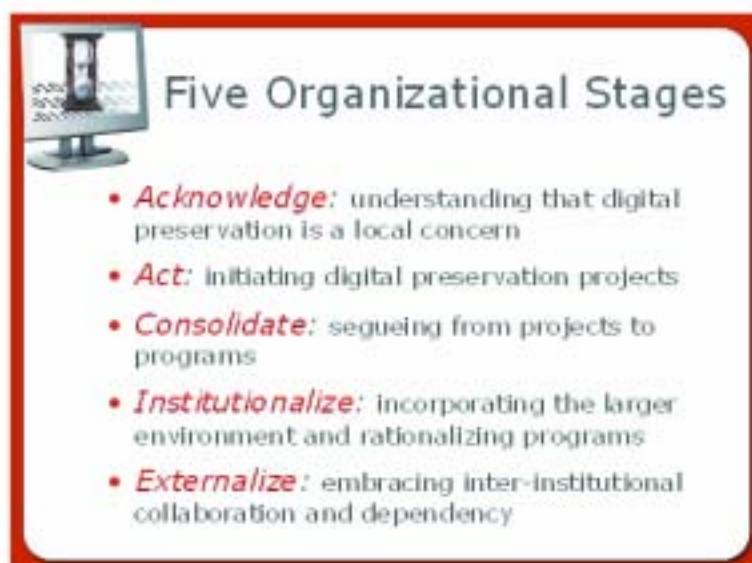 Five Organizational Stages
• Acknowledge: understanding that digital
preservation is a local concern
• Act: initiating digital preservation projects
• Consolidate: segueing from projects to
programs
• Institutionalize: incorporating the larger
environment and rationalizing programs
• Externalize: embracing inter-institutional
collaboration and dependency